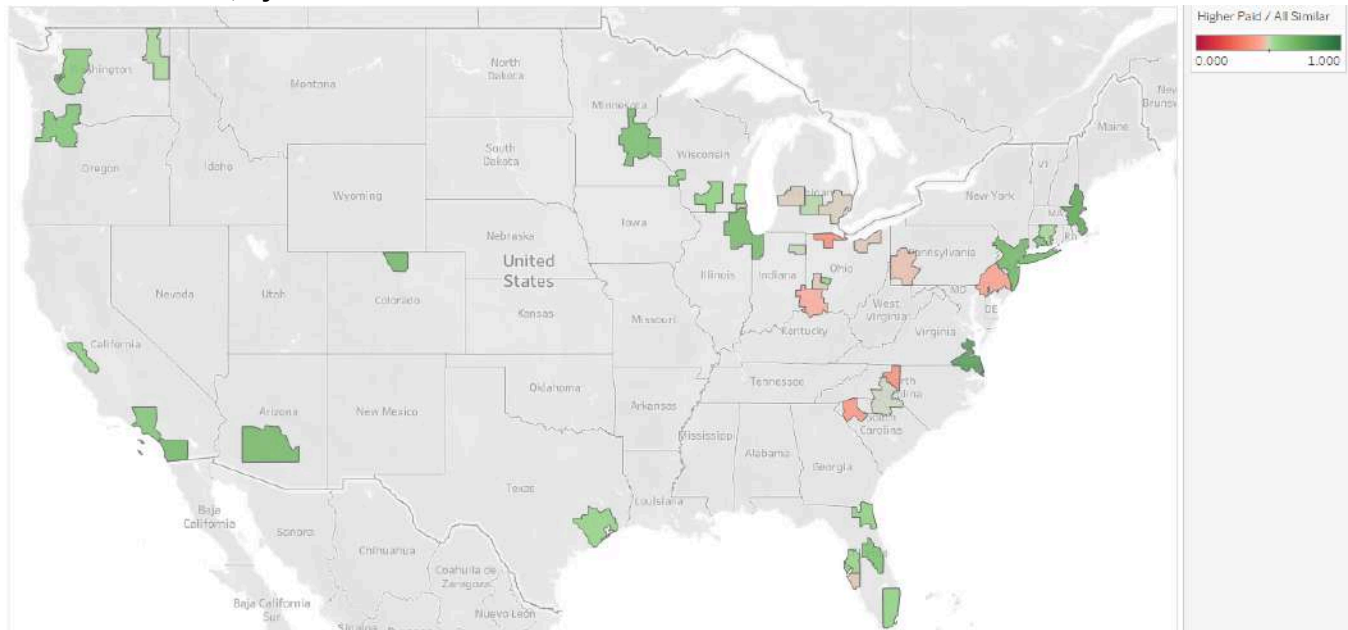 Higher Paid / All Similar
0.000 1.000
Washington
Montana
North
Dakota
Minnesota
Maine
Oregon
Idaho
South
Dakota
Wisconsin
VT
New York
Wyoming
Iowa
MA
RI
Nebraska
United
States
Illinois
Indiana
Ohio
Pennsylvania
Nevada
Utah
Colorado
Kansas
Missouri
West
Virginia
MD
DE
Kentucky
Virginia
California
Arizona
New Mexico
Oklahoma
Arkansas
Tennessee
South
Carolina
Mississippi
Alabama
Georgia
Texas
Louisiana
Baja
California
Sonora
Chihuahua
Coahuila de
Zaragoza
Baja California
Sur
Nuevo León